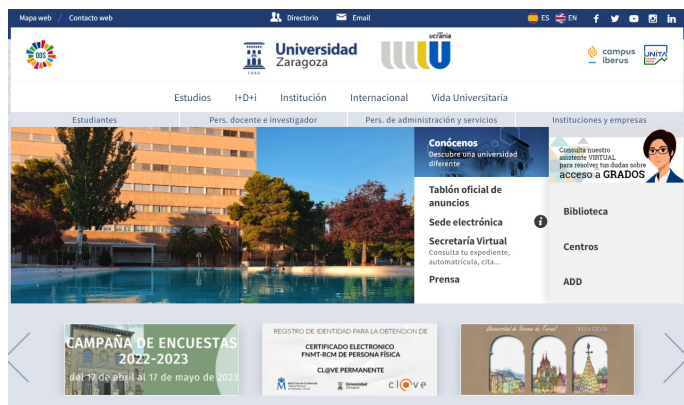 Mapa web / Contacto web
Directorio
Email
ES
EN
ODS
1542
Universidad
Zaragoza
ucrania
campus
iberus
UNITA
Estudios
I+D+i
Institución
Internacional
Vida Universitaria
Estudiantes
Pers. docente e investigador
Pers. de administración y servicios
Instituciones y empresas
Conócenos
Descubre una universidad
diferente
Tablón oficial de
anuncios
Sede electrónica
Secretaría Virtual
Consulta tu expediente,
automatrícula, cita...
Prensa
Consulta nuestro
asistente VIRTUAL
para resolver tus dudas sobre
acceso a GRADOS
Biblioteca
Centros
ADD
CAMPAÑA DE ENCUESTAS
2022-2023
del 17 de abril al 17 de mayo de 2023
REGISTRO DE IDENTIDAD PARA LA OBTENCION DE
CERTIFICADO ELECTRONICO
FNMT-RCM DE PERSONA FÍSICA
CL@VE PERMANENTE
Universidad
Zaragoza
cl@ve
Universidad de Verano de Teruel
EDICIÓN